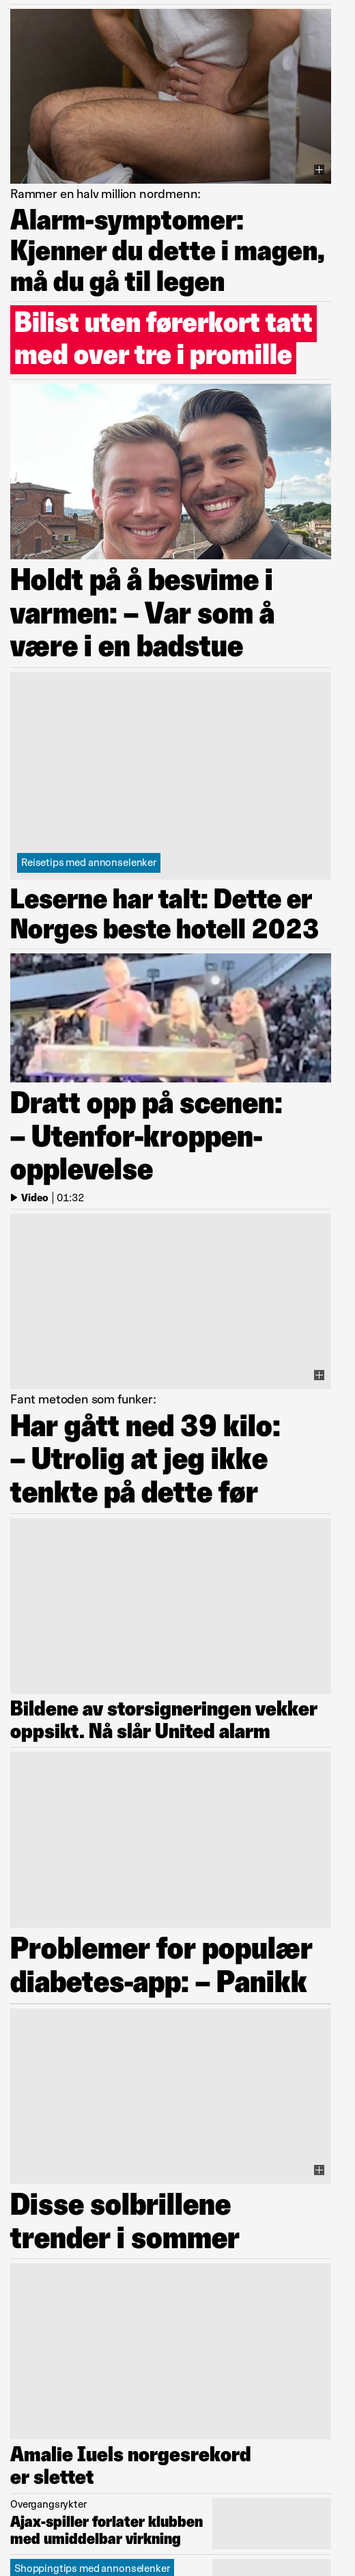 Rammer en halv million nordmenn:
Alarm-symptomer:
Kjenner du dette i magen,
må du gå til legen
Bilist uten førerkort tatt
med over tre i promille
Holdt på å besvime i
varmen: – Var som å
være i en badstue
Reisetips med annonselenker
Leserne har talt: Dette er
Norges beste hotell 2023
Dratt opp på scenen:
– Utenfor-kroppen-
opplevelse
Video | 01:32
Fant metoden som funker:
Har gått ned 39 kilo:
– Utrolig at jeg ikke
tenkte på dette før
Bildene av storsigneringen vekker
oppsikt. Nå slår United alarm
Problemer for populær
diabetes-app: – Panikk
Disse solbrillene
trender i sommer
Amalie Iuels norgesrekord
er slettet
Overgangsrykter
Ajax-spiller forlater klubben
med umiddelbar virkning
Shoppingtips med annonselenker